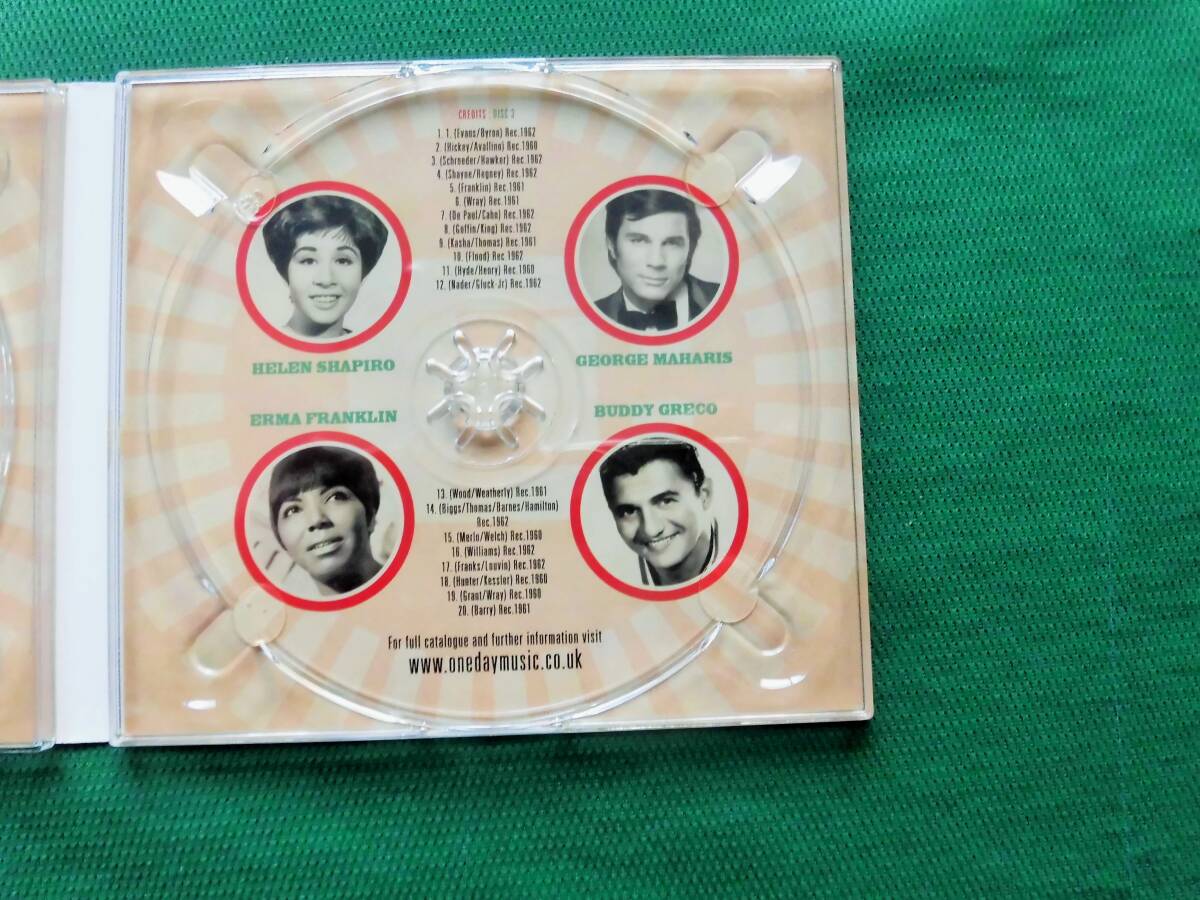 CREDITS : DISC 3
1. 1. (Evans/Byron) Rec.1962
2. (Hickey/Avallino) Rec.1960
3. (Schroeder/Hawker) Rec.1962
4. (Shayne/Regney) Rec.1962
5. (Franklin) Rec.1961
6. (Wray) Rec.1961
7. (De Paul/Cahn) Rec.1962
8. (Goffin/King) Rec.1962
9. (Kasha/Thomas) Rec.1961
10. (Flood) Rec.1962
11. (Hyde/Henry) Rec.1960
12. (Nader/Gluck-Jr) Rec.1962
HELEN SHAPIRO
GEORGE MAHARIS
ERMA FRANKLIN
BUDDY GRECO
13. (Wood/Weatherly) Rec.1961
14. (Biggs/Thomas/Barnes/Hamilton)
Rec.1962
15. (Merlo/Welch) Rec.1960
16. (Williams) Rec.1962
17. (Franks/Louvin) Rec.1962
18. (Hunter/Kessler) Rec.1960
19. (Grant/Wray) Rec.1960
20. (Barry) Rec.1961
For full catalogue and further information visit
www.onedaymusic.co.uk